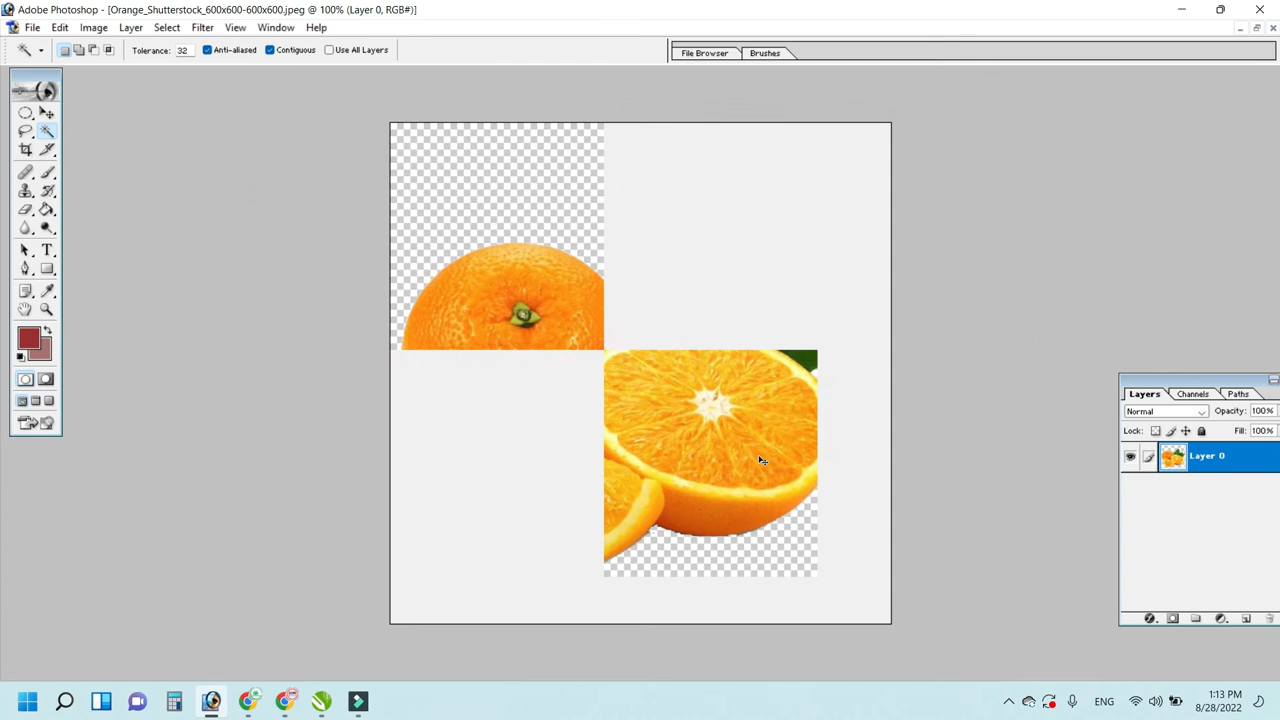 Adobe Photoshop - [Orange_Shutterstock_600x600-600x600.jpeg @ 100% (Layer 0, RGB#)]
File Edit Image Layer Select Filter View Window Help
Tolerance: 32 Anti-aliased Contiguous Use All Layers
File Browser Brushes
T
Layers Channels Paths
Normal Opacity: 100%
Lock: Fill: 100%
Layer 0
ENG
1:13 PM
8/28/2022